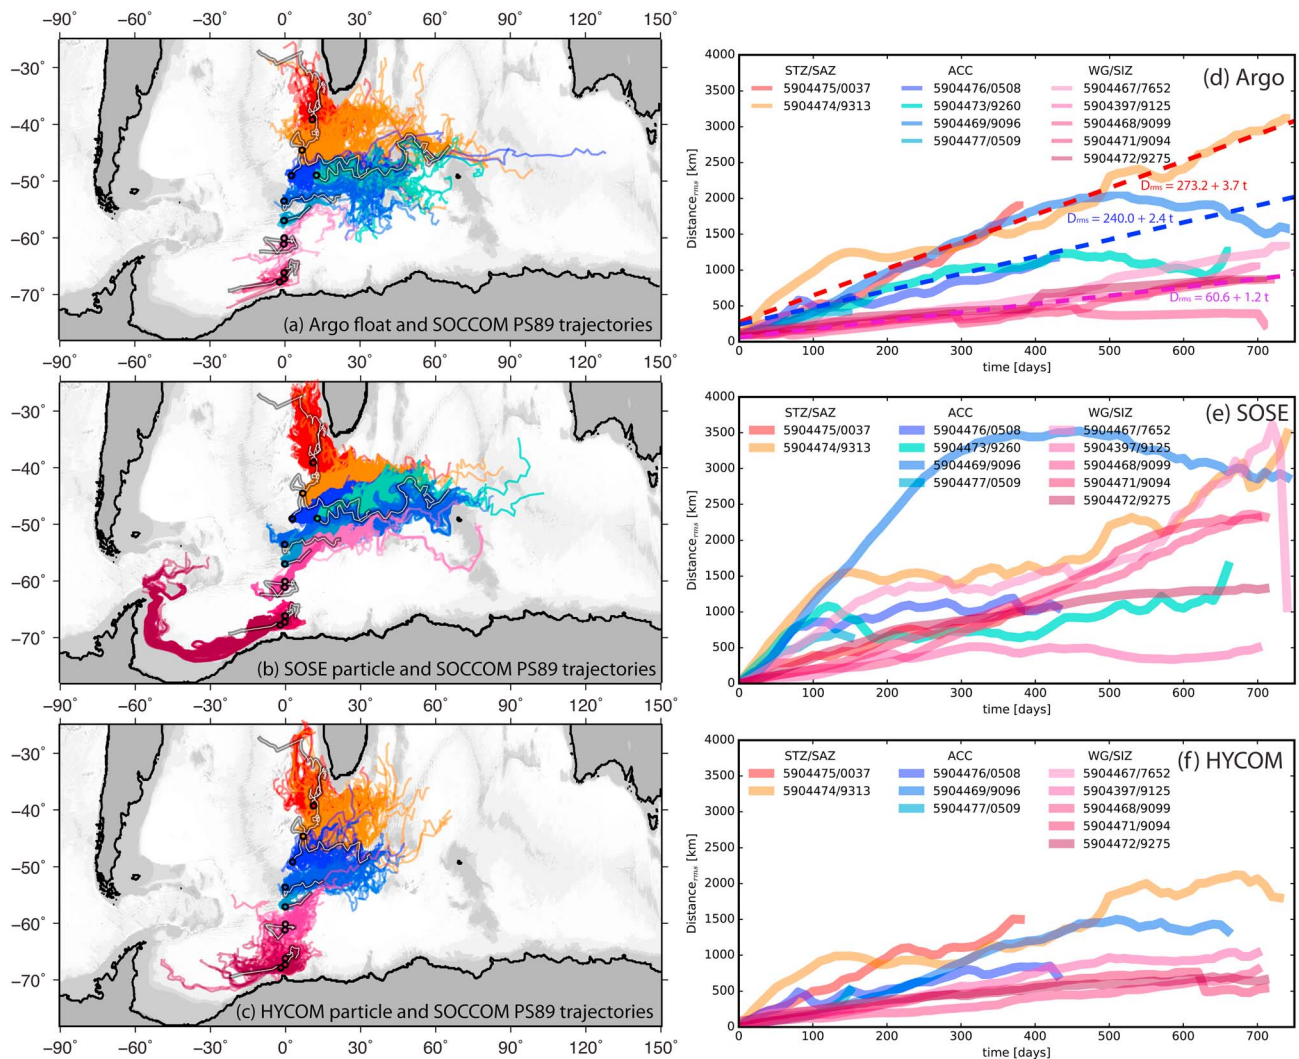 −90° −60° −30° 0° 30° 60° 90° 120° 150°
−30°
−40°
−50°
−60°
−70°
(a) Argo float and SOCCOM PS89 trajectories
−90° −60° −30° 0° 30° 60° 90° 120° 150°
−30°
−40°
−50°
−60°
−70°
(b) SOSE particle and SOCCOM PS89 trajectories
−90° −60° −30° 0° 30° 60° 90° 120° 150°
−30°
−40°
−50°
−60°
−70°
(c) HYCOM particle and SOCCOM PS89 trajectories
−90° −60° −30° 0° 30° 60° 90° 120° 150°
(d) Argo
STZ/SAZ ACC WG/SIZ
5904475/0037 5904476/0508 5904467/7652
5904474/9313 5904473/9260 5904397/9125
5904469/9096 5904468/9099
5904477/0509 5904471/9094
5904472/9275
Drms = 273.2 + 3.7 t
Drms = 240.0 + 2.4 t
Drms = 60.6 + 1.2 t
4000
3500
3000
2500
2000
1500
1000
500
0
Distancerms [km]
0 100 200 300 400 500 600 700
time [days]
(e) SOSE
STZ/SAZ ACC WG/SIZ
5904475/0037 5904476/0508 5904467/7652
5904474/9313 5904473/9260 5904397/9125
5904469/9096 5904468/9099
5904477/0509 5904471/9094
5904472/9275
4000
3500
3000
2500
2000
1500
1000
500
0
Distancerms [km]
0 100 200 300 400 500 600 700
time [days]
(f) HYCOM
STZ/SAZ ACC WG/SIZ
5904475/0037 5904476/0508 5904467/7652
5904474/9313 5904469/9096 5904397/9125
5904477/0509 5904468/9099
5904471/9094
5904472/9275
4000
3500
3000
2500
2000
1500
1000
500
0
Distancerms [km]
0 100 200 300 400 500 600 700
time [days]